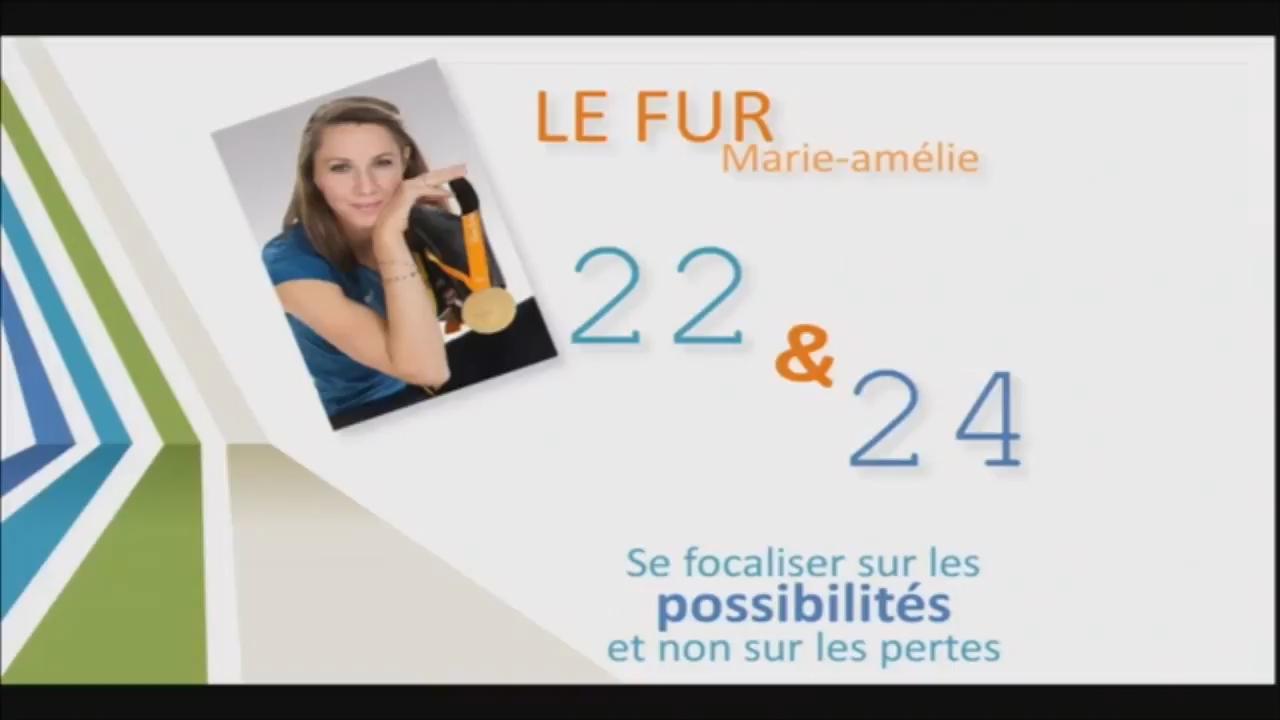 LE FUR
Marie-amélie
22
&
24
Se focaliser sur les
possibilités
et non sur les pertes